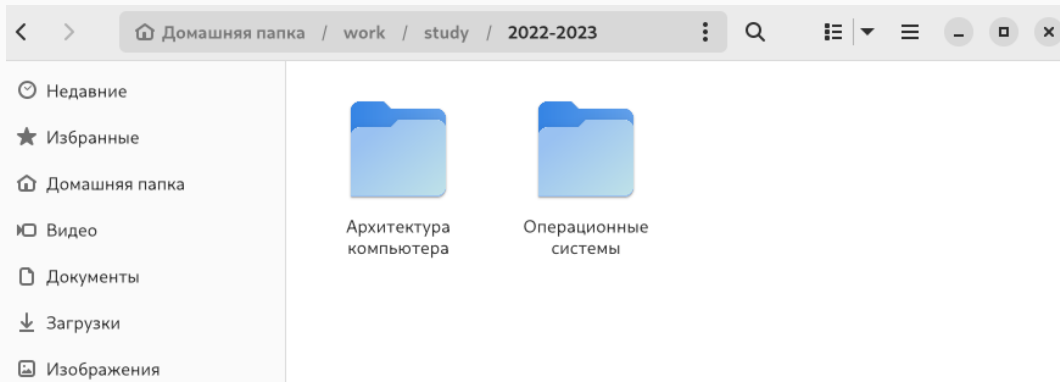 Домашняя папка / work / study / 2022-2023
Недавние
Избранные
Домашняя папка
Видео
Документы
Загрузки
Изображения
Архитектура
компьютера
Операционные
системы